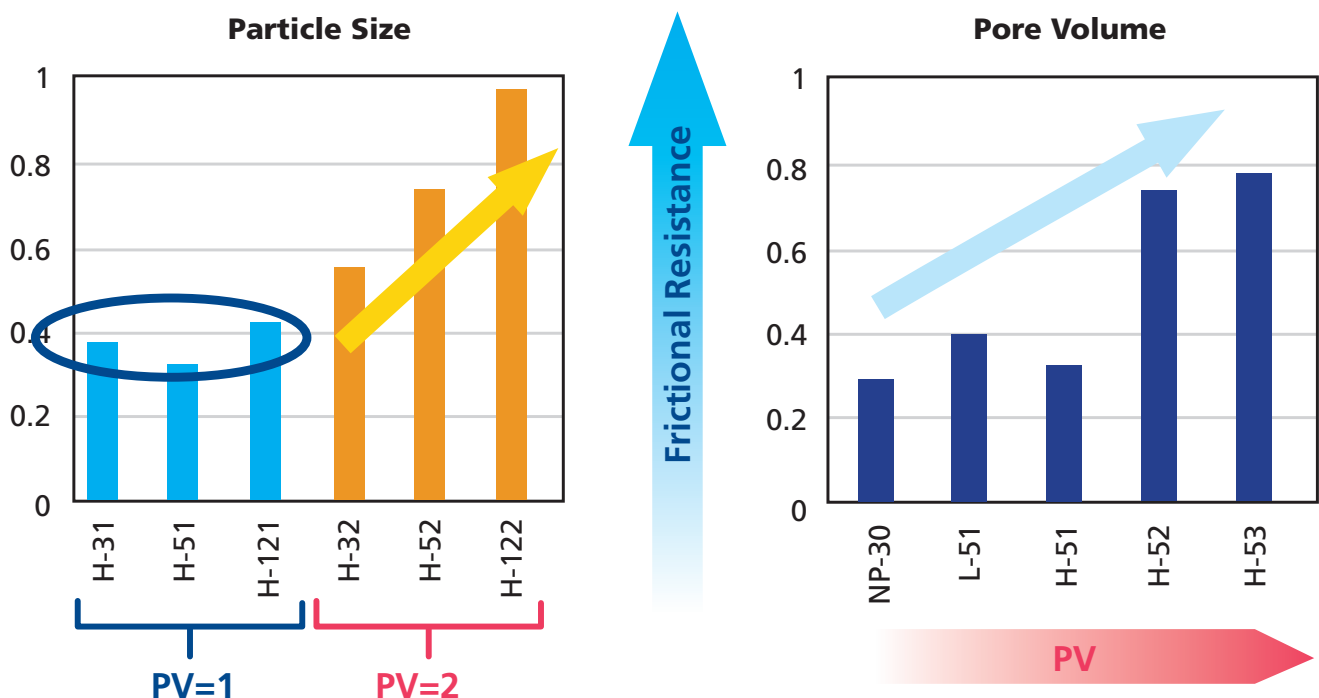 Particle Size
1
0.8
0.6
0.4
0.2
0
H-31
H-51
H-121
H-32
H-52
H-122
PV=1
PV=2
Frictional Resistance
Pore Volume
1
0.8
0.6
0.4
0.2
0
NP-30
L-51
H-51
H-52
H-53
PV